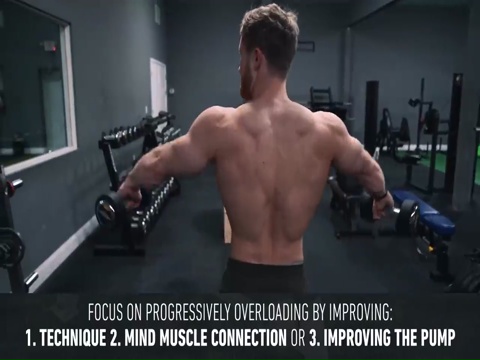 FOCUS ON PROGRESSIVELY OVERLOADING BY IMPROVING:
1. TECHNIQUE 2. MIND MUSCLE CONNECTION OR 3. IMPROVING THE PUMP